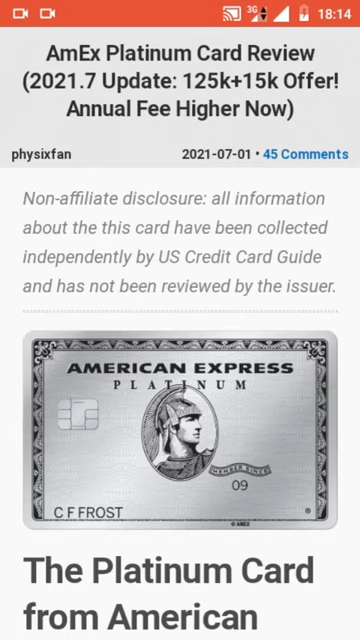 3G
18:14
AmEx Platinum Card Review
(2021.7 Update: 125k+15k Offer!
Annual Fee Higher Now)
physixfan
2021-07-01 • 45 Comments
Non-affiliate disclosure: all information
about the this card have been collected
independently by US Credit Card Guide
and has not been reviewed by the issuer.
AMERICAN EXPRESS
PLATINUM
MEMBER SINCE
09
C F FROST
® AMEX
®
The Platinum Card
from American